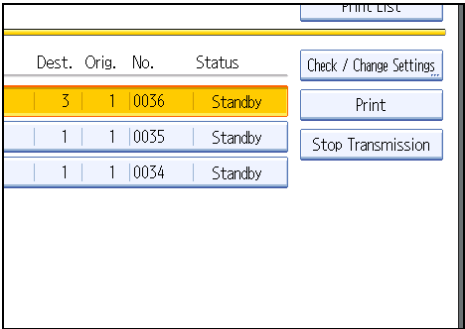 Print List
Dest. Orig. No. Status
Check / Change Settings
3 1 0036 Standby
Print
1 1 0035 Standby
Stop Transmission
1 1 0034 Standby